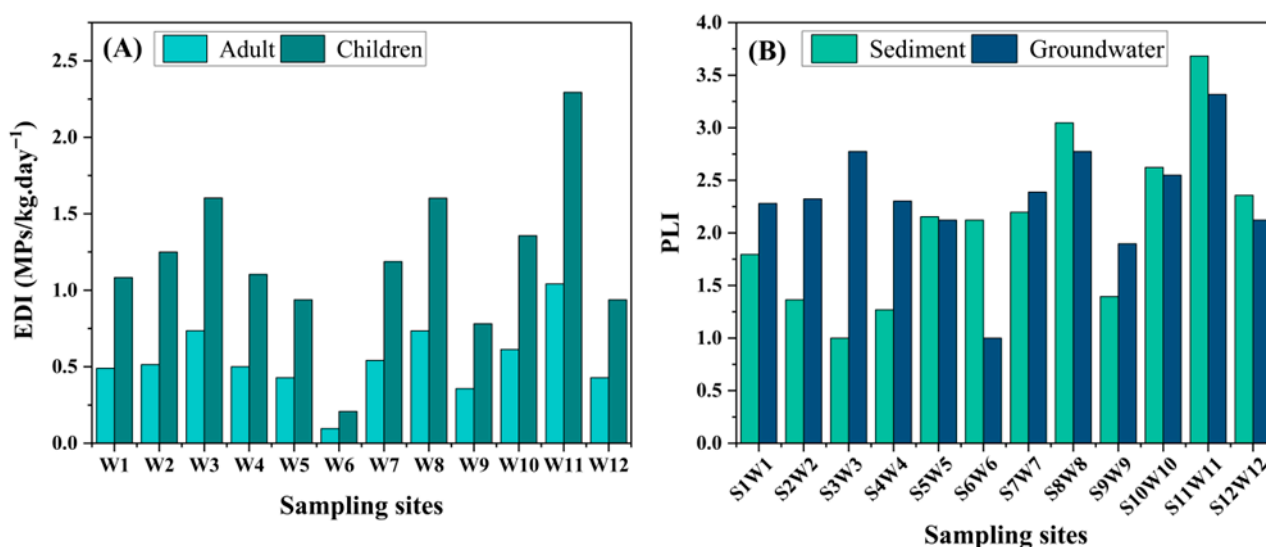 (A) Adult Children
EDI (MPs/kg.day⁻¹)
2.5
2.0
1.5
1.0
0.5
0.0
W1 W2 W3 W4 W5 W6 W7 W8 W9 W10 W11 W12
Sampling sites
(B) Sediment Groundwater
PLI
4.0
3.5
3.0
2.5
2.0
1.5
1.0
0.5
0.0
S1W1 S2W2 S3W3 S4W4 S5W5 S6W6 S7W7 S8W8 S9W9 S10W10 S11W11 S12W12
Sampling sites